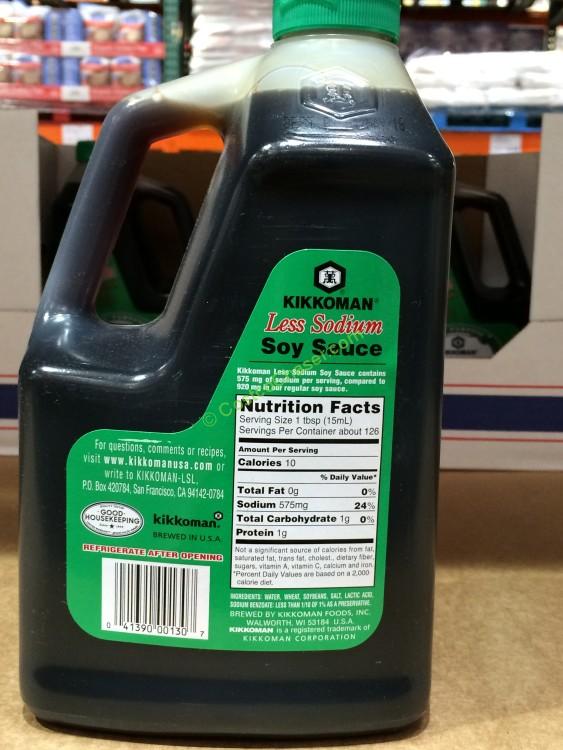 KIKKOMAN®
Less Sodium
Soy Sauce
Kikkoman Less Sodium Soy Sauce contains
575 mg of sodium per serving, compared to
920 mg in our regular soy sauce.
Nutrition Facts
Serving Size 1 tbsp (15mL)
Servings Per Container about 126
Amount Per Serving
Calories 10
% Daily Value*
Total Fat 0g 0%
Sodium 575mg 24%
Total Carbohydrate 1g 0%
Protein 1g
Not a significant source of calories from fat,
saturated fat, trans fat, cholest., dietary fiber,
sugars, vitamin A, vitamin C, calcium and iron.
*Percent Daily Values are based on a 2,000
calorie diet.
INGREDIENTS: WATER, WHEAT, SOYBEANS, SALT, LACTIC ACID,
SODIUM BENZOATE: LESS THAN 1/10 OF 1% AS A PRESERVATIVE.
BREWED BY KIKKOMAN FOODS, INC.
WALWORTH, WI 53184 U.S.A.
KIKKOMAN is a registered trademark of
KIKKOMAN CORPORATION
For questions, comments or recipes,
visit www.kikkomanusa.com or
write to KIKKOMAN-LSL,
P.O. Box 420784, San Francisco, CA 94142-0784
GOOD
HOUSEKEEPING
kikkoman®
BREWED IN U.S.A.
REFRIGERATE AFTER OPENING
0 41390 00130 7
KIKKOMAN